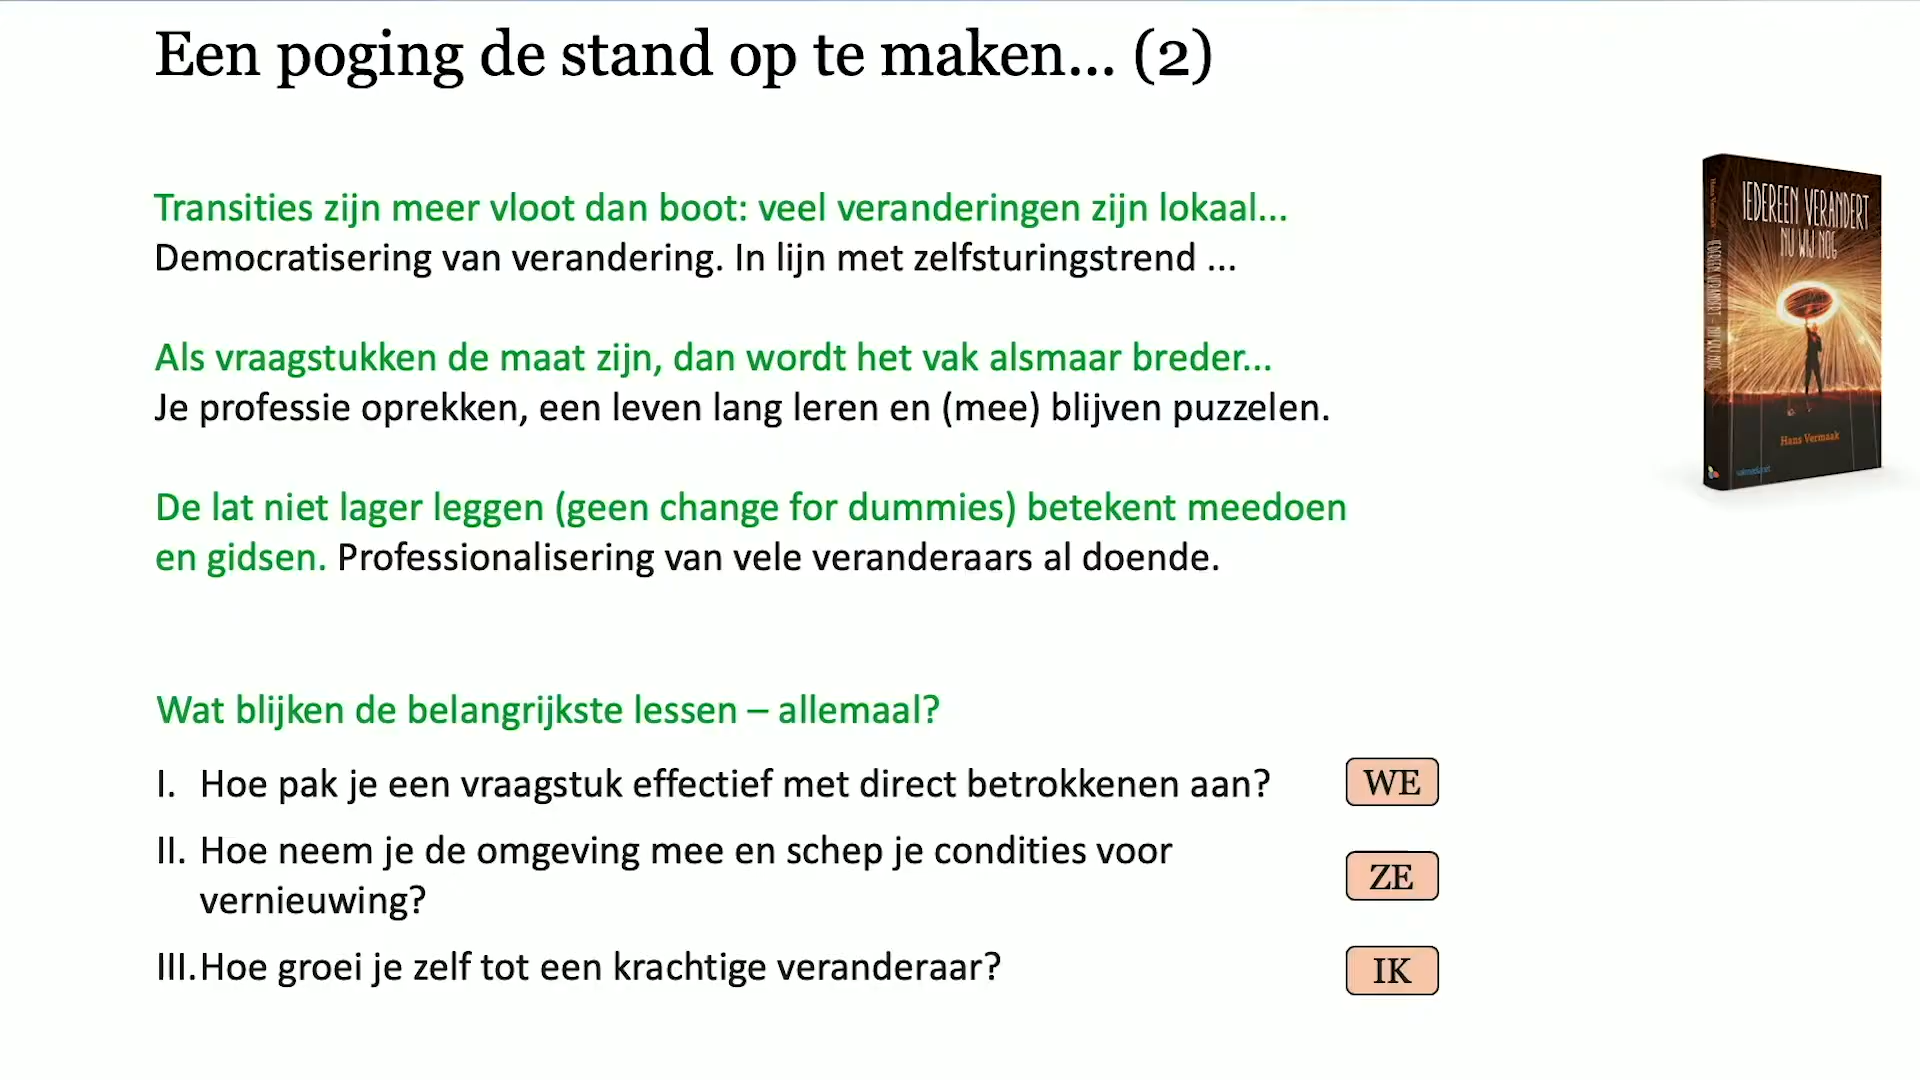 Een poging de stand op te maken... (2)
Transities zijn meer vloot dan boot: veel veranderingen zijn lokaal...
Democratisering van verandering. In lijn met zelfsturingstrend ...
Als vraagstukken de maat zijn, dan wordt het vak alsmaar breder...
Je professie oprekken, een leven lang leren en (mee) blijven puzzelen.
De lat niet lager leggen (geen change for dummies) betekent meedoen
en gidsen. Professionalisering van vele veranderaars al doende.
Wat blijken de belangrijkste lessen – allemaal?
I. Hoe pak je een vraagstuk effectief met direct betrokkenen aan?
WE
II. Hoe neem je de omgeving mee en schep je condities voor
vernieuwing?
ZE
III. Hoe groei je zelf tot een krachtige veranderaar?
IK
IEDEREEN VERANDERT
NU WIJ NOG
Hans Vermaak